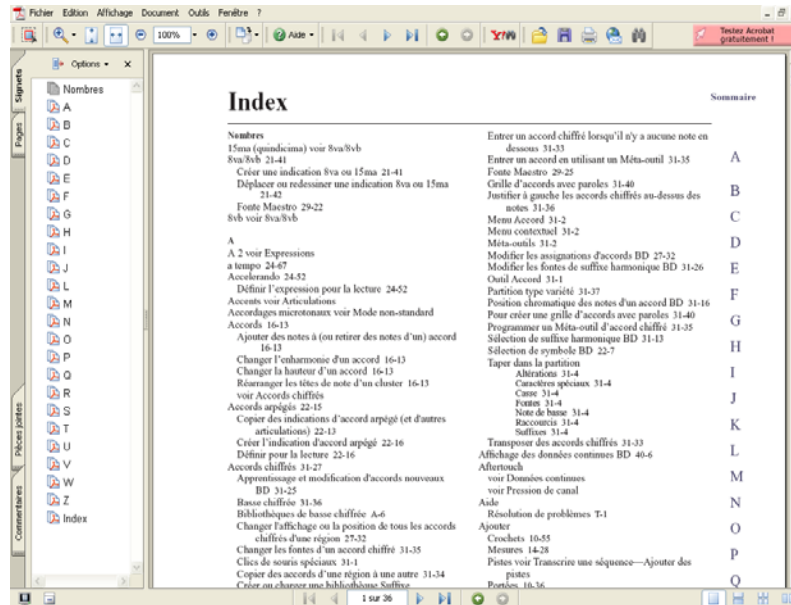 Fichier Edition Affichage Document Outils Fenêtre ?
100% Aide Y!
Testez Acrobat
gratuitement !
Options x
Signets
Pages
Pièces jointes
Commentaires
Nombres
A
B
C
D
E
F
G
H
I
J
L
M
N
O
P
Q
R
S
T
U
V
W
Z
Index
Index
Sommaire
Nombres
15ma (quindicima) voir 8va/8vb
8va/8vb 21-41
Créer une indication 8va ou 15ma 21-41
Déplacer ou redessiner une indication 8va ou 15ma
21-42
Fonte Maestro 29-22
8vb voir 8va/8vb
A
A 2 voir Expressions
a tempo 24-67
Accelerando 24-52
Définir l'expression pour la lecture 24-52
Accents voir Articulations
Accordages microtonaux voir Mode non-standard
Accords 16-13
Ajouter des notes à (ou retirer des notes d'un) accord
16-13
Changer l'enharmonie d'un accord 16-13
Changer la hauteur d'un accord 16-13
Réarranger les têtes de note d'un cluster 16-13
voir Accords chiffrés
Accords arpégés 22-15
Copier des indications d'accord arpégé (et d'autres
articulations) 22-13
Créer l'indication d'accord arpégé 22-16
Définir pour la lecture 22-16
Accords chiffrés 31-27
Apprentissage et modification d'accords nouveaux
BD 31-25
Basse chiffrée 31-36
Bibliothèques de basse chiffrée A-6
Changer l'affichage ou la position de tous les accords
chiffrés d'une région 27-32
Changer les fontes d'un accord chiffré 31-35
Clics de souris spéciaux 31-1
Copier des accords d'une région à une autre 31-34
Créer ou charger une bibliothèque Suffixe
Entrer un accord chiffré lorsqu'il n'y a aucune note en
dessous 31-33
Entrer un accord en utilisant un Méta-outil 31-35
Fonte Maestro 29-25
Grille d'accords avec paroles 31-40
Justifier à gauche les accords chiffrés au-dessus des
notes 31-36
Menu Accord 31-2
Menu contextuel 31-2
Méta-outils 31-2
Modifier les assignations d'accords BD 27-32
Modifier les fontes de suffixe harmonique BD 31-26
Outil Accord 31-1
Partition type variété 31-37
Position chromatique des notes d'un accord BD 31-16
Pour créer une grille d'accords avec paroles 31-40
Programmer un Méta-outil d'accord chiffré 31-35
Sélection de suffixe harmonique BD 31-13
Sélection de symbole BD 22-7
Taper dans la partition
Altérations 31-4
Caractères spéciaux 31-4
Casse 31-4
Fontes 31-4
Note de basse 31-4
Raccourcis 31-4
Suffixes 31-4
Transposer des accords chiffrés 31-33
Affichage des données continues BD 40-6
Aftertouch
voir Données continues
voir Pression de canal
Aide
Résolution de problèmes T-1
Ajouter
Crochets 10-55
Mesures 14-28
Pistes voir Transcrire une séquence—Ajouter des
pistes
Portées 10-36
A
B
C
D
E
F
G
H
I
J
K
L
M
N
O
P
Q
1 sur 36